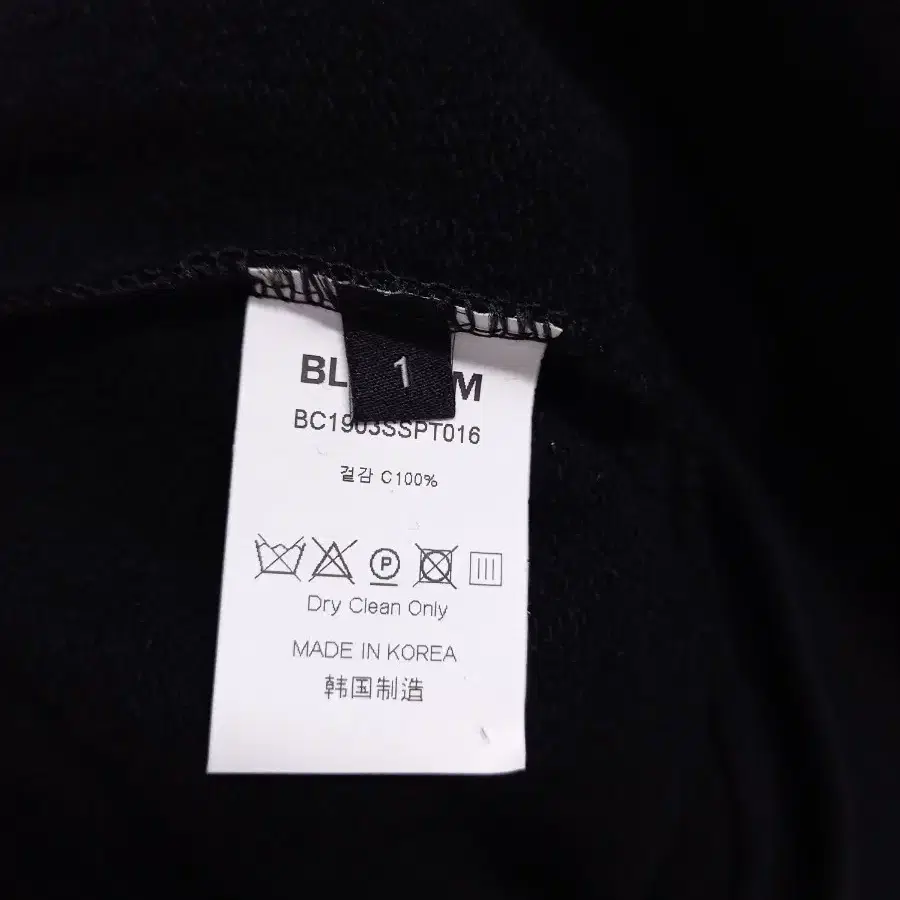 1
BC1903SSPT016
겉감 C100%
P
Dry Clean Only
MADE IN KOREA
韩国制造